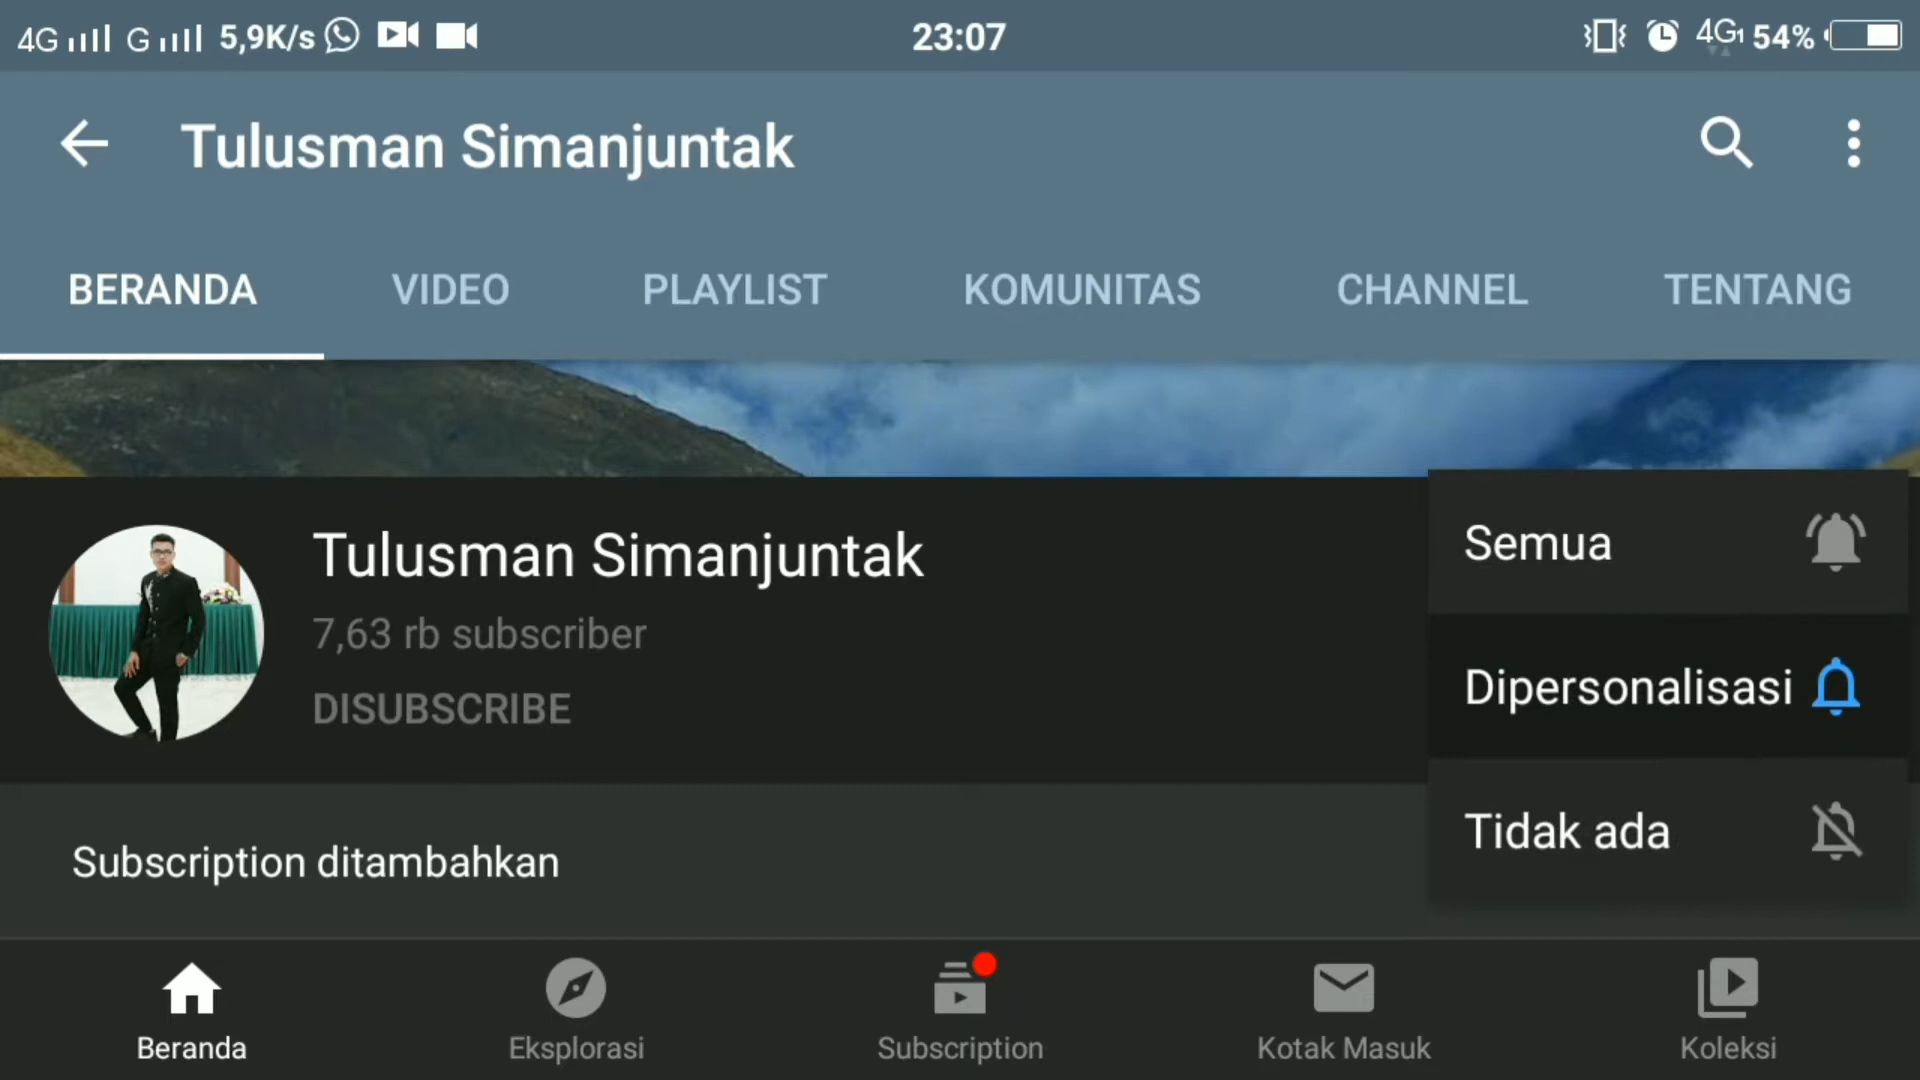 4G G 5,9K/s 23:07 4G1 54%
Tulusman Simanjuntak
BERANDA VIDEO PLAYLIST KOMUNITAS CHANNEL TENTANG
Tulusman Simanjuntak
7,63 rb subscriber
DISUBSCRIBE
Semua
Dipersonalisasi
Tidak ada
Subscription ditambahkan
Beranda Eksplorasi Subscription Kotak Masuk Koleksi